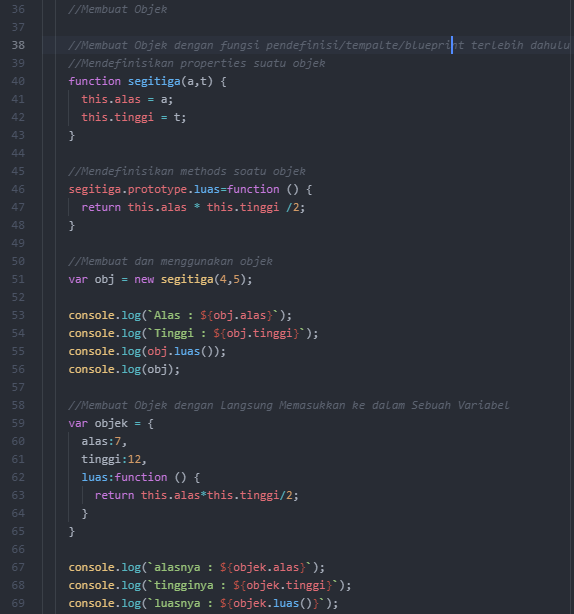 36 //Membuat Objek
37
38 //Membuat Objek dengan fungsi pendefinisi/tempalte/blueprint terlebih dahulu
39 //Mendefinisikan properties suatu objek
40 function segitiga(a,t) {
41 this.alas = a;
42 this.tinggi = t;
43 }
44
45 //Mendefinisikan methods soatu objek
46 segitiga.prototype.luas=function () {
47 return this.alas * this.tinggi /2;
48 }
49
50 //Membuat dan menggunakan objek
51 var obj = new segitiga(4,5);
52
53 console.log(`Alas : ${obj.alas}`);
54 console.log(`Tinggi : ${obj.tinggi}`);
55 console.log(obj.luas());
56 console.log(obj);
57
58 //Membuat Objek dengan Langsung Memasukkan ke dalam Sebuah Variabel
59 var objek = {
60 alas:7,
61 tinggi:12,
62 luas:function () {
63 return this.alas*this.tinggi/2;
64 }
65 }
66
67 console.log(`alasnya : ${objek.alas}`);
68 console.log(`tingginya : ${objek.tinggi}`);
69 console.log(`luasnya : ${objek.luas()}`);